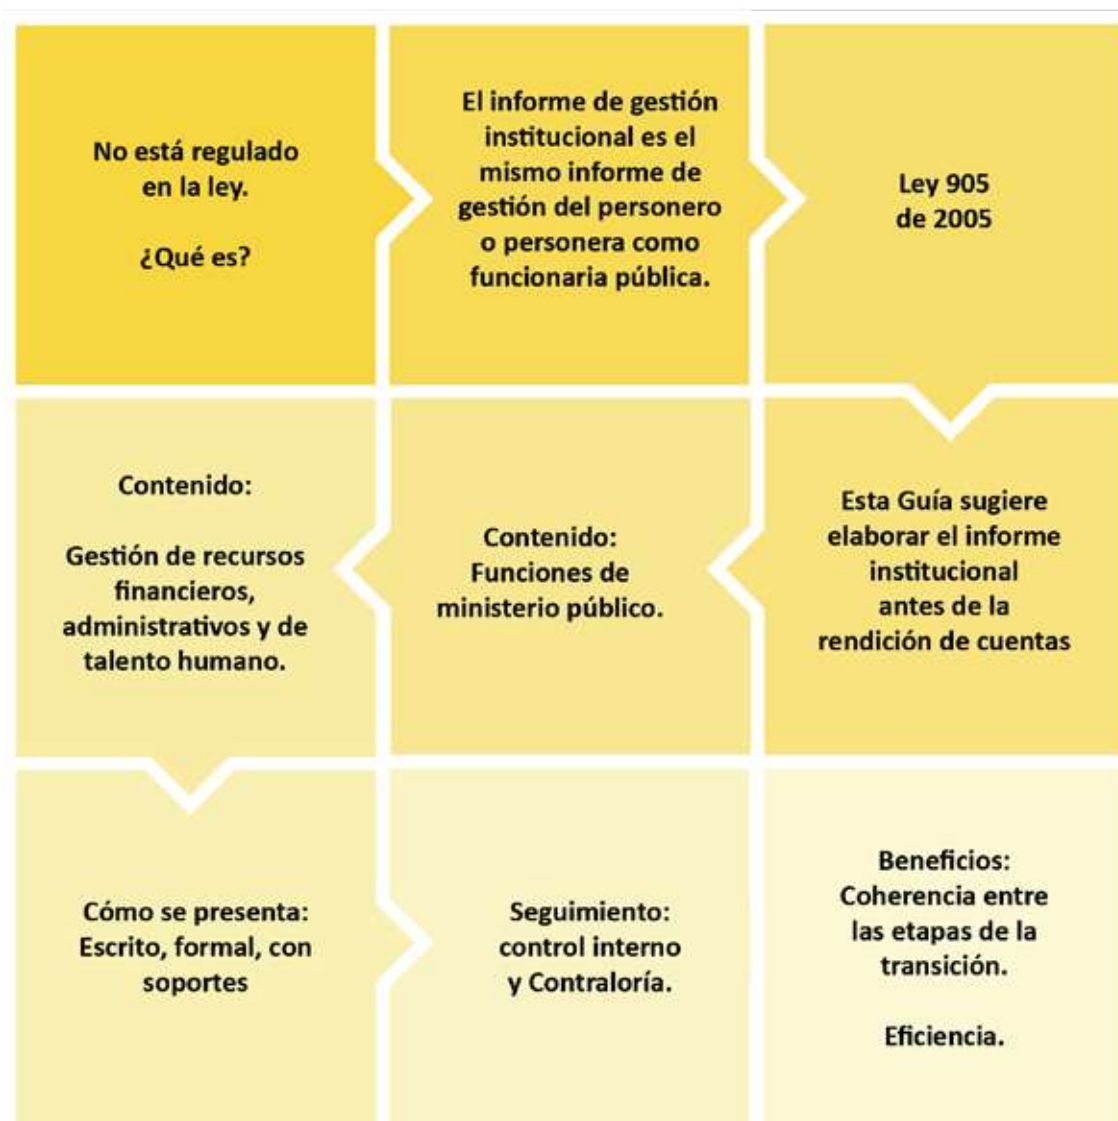 No está regulado
en la ley.
¿Qué es?
El informe de gestión
institucional es el
mismo informe de
gestión del personero
o personera como
funcionaria pública.
Ley 905
de 2005
Esta Guía sugiere
elaborar el informe
institucional
antes de la
rendición de cuentas
Contenido:
Funciones de
ministerio público.
Contenido:
Gestión de recursos
financieros,
administrativos y de
talento humano.
Cómo se presenta:
Escrito, formal, con
soportes
Seguimiento:
control interno
y Contraloría.
Beneficios:
Coherencia entre
las etapas de la
transición.
Eficiencia.